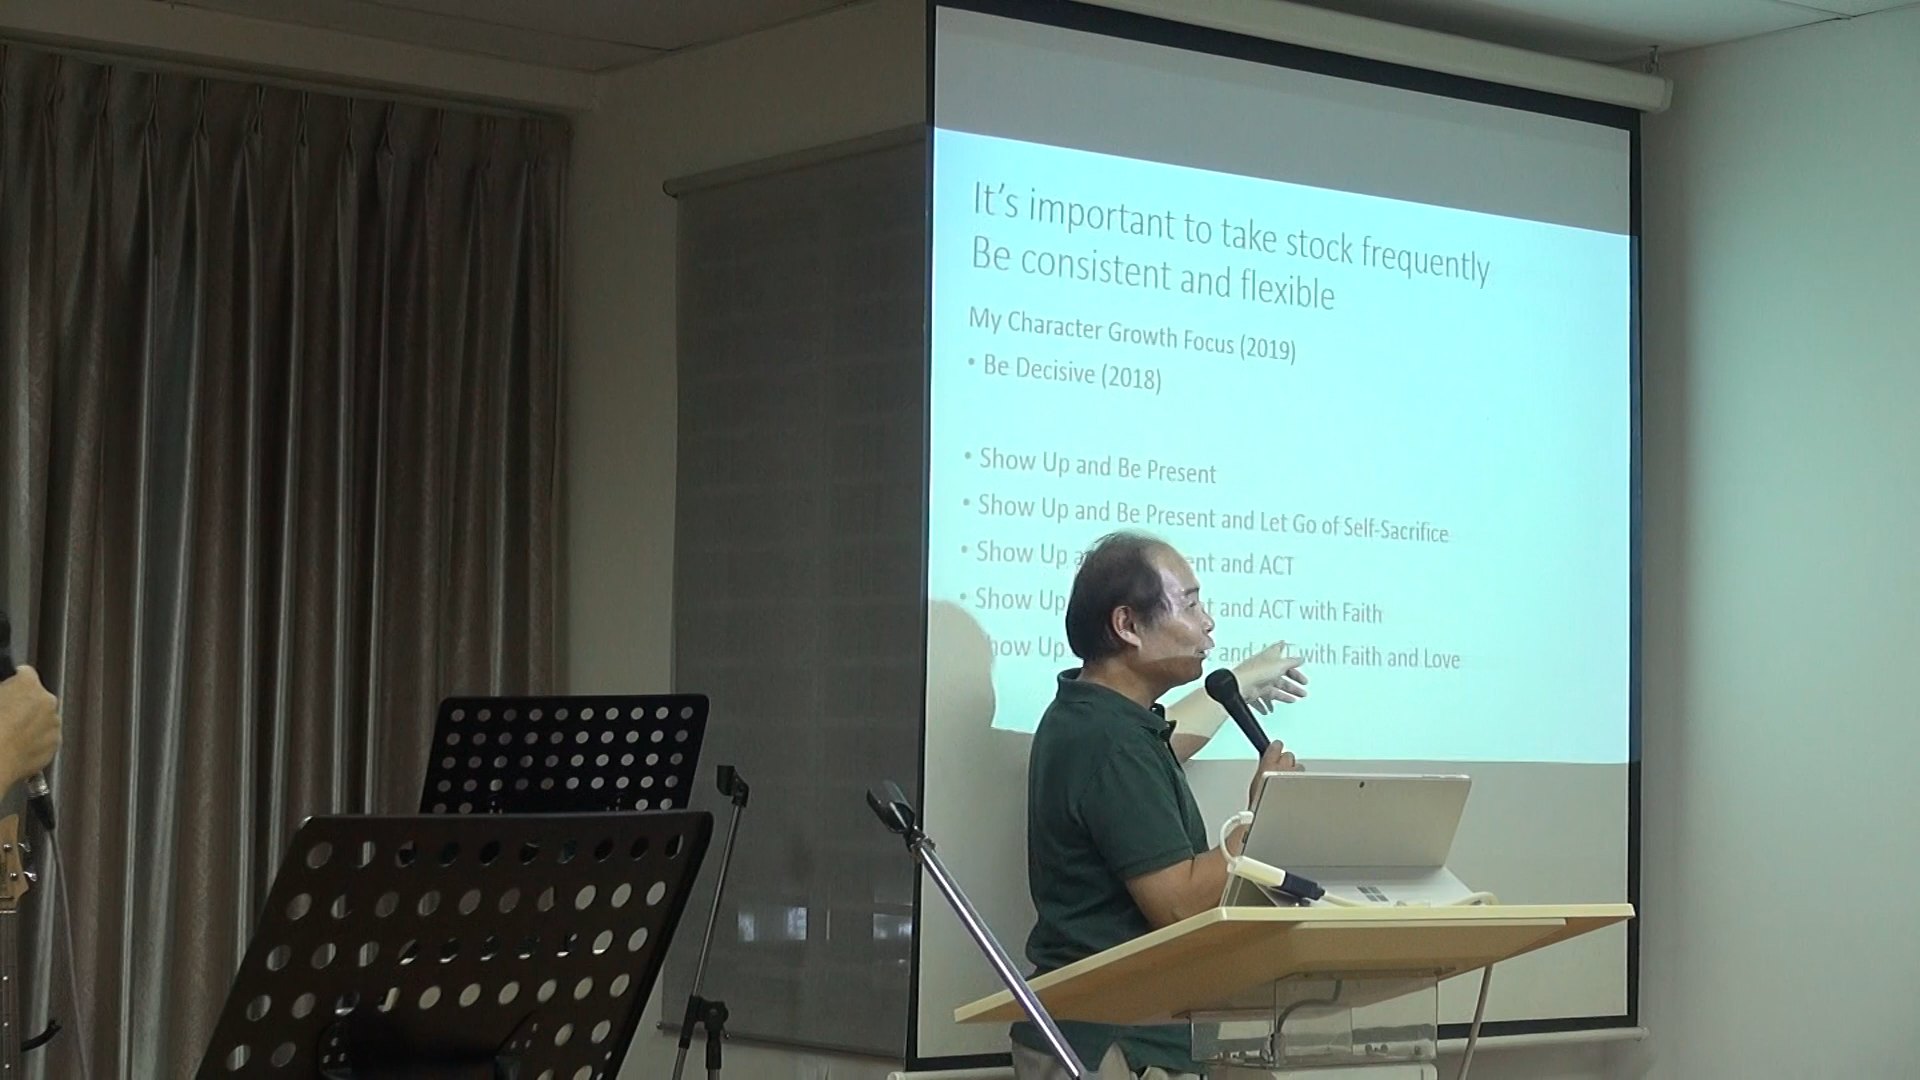 It's important to take stock frequently
Be consistent and flexible
My Character Growth Focus (2019)
• Be Decisive (2018)
• Show Up and Be Present
• Show Up and Be Present and Let Go of Self-Sacrifice
• Show Up and ACT
• Show Up and ACT with Faith
Up and with Faith and Love